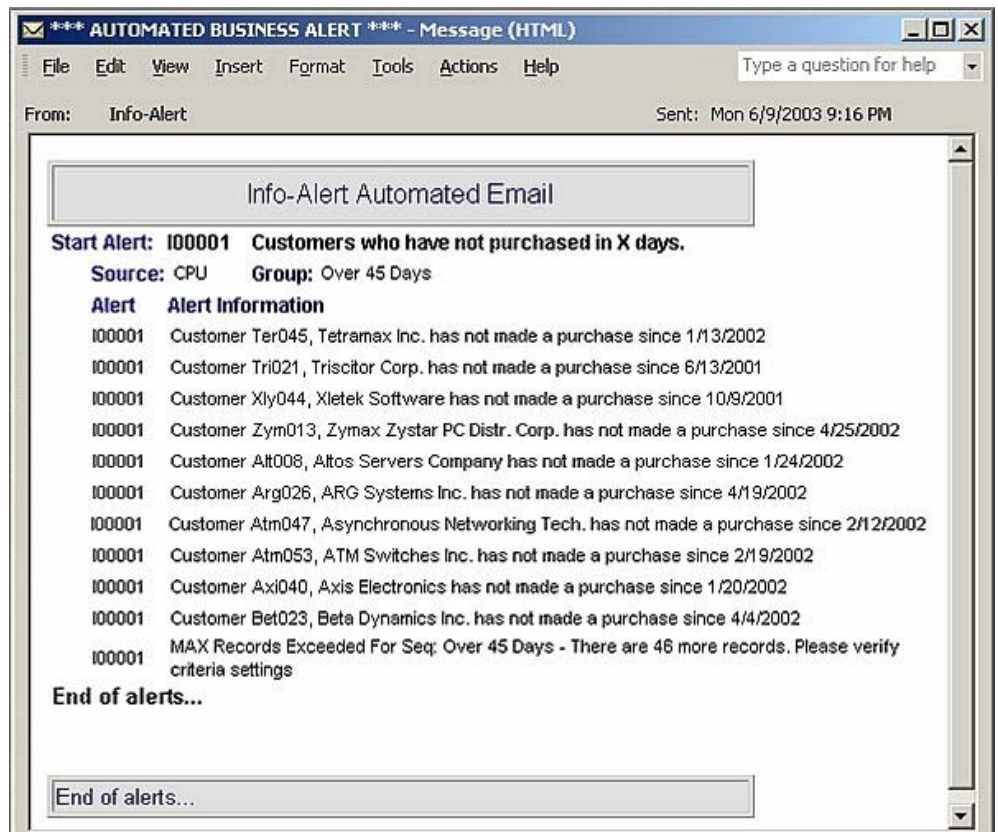 *** AUTOMATED BUSINESS ALERT *** - Message (HTML)
File Edit View Insert Format Tools Actions Help Type a question for help
From: Info-Alert Sent: Mon 6/9/2003 9:16 PM
Info-Alert Automated Email
Start Alert: I00001 Customers who have not purchased in X days.
Source: CPU Group: Over 45 Days
Alert Alert Information
I00001 Customer Ter045, Tetramax Inc. has not made a purchase since 1/13/2002
I00001 Customer Tri021, Triscitor Corp. has not made a purchase since 6/13/2001
I00001 Customer Xly044, Xletek Software has not made a purchase since 10/9/2001
I00001 Customer Zym013, Zymax Zystar PC Distr. Corp. has not made a purchase since 4/25/2002
I00001 Customer Alt008, Altos Servers Company has not made a purchase since 1/24/2002
I00001 Customer Arg026, ARG Systems Inc. has not made a purchase since 4/19/2002
I00001 Customer Atm047, Asynchronous Networking Tech. has not made a purchase since 2/12/2002
I00001 Customer Atm053, ATM Switches Inc. has not made a purchase since 2/19/2002
I00001 Customer Axi040, Axis Electronics has not made a purchase since 1/20/2002
I00001 Customer Bet023, Beta Dynamics Inc. has not made a purchase since 4/4/2002
I00001 MAX Records Exceeded For Seq: Over 45 Days - There are 46 more records. Please verify
criteria settings
End of alerts...
End of alerts...